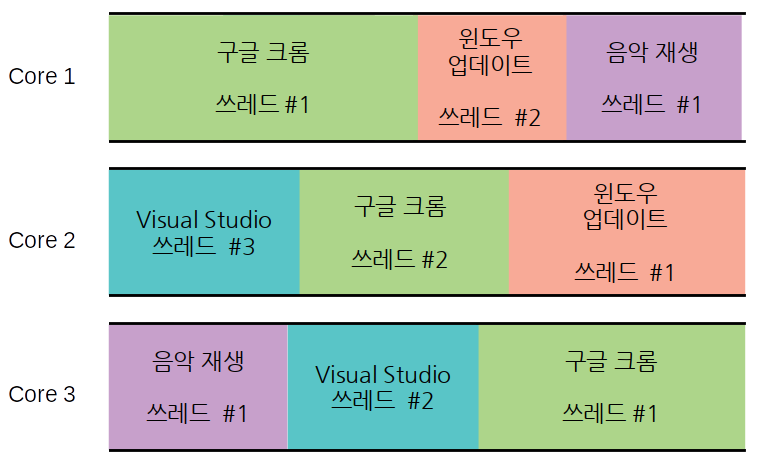 Core 1
구글 크롬
쓰레드 #1
윈도우
업데이트
쓰레드 #2
음악 재생
쓰레드 #1
Core 2
Visual Studio
쓰레드 #3
구글 크롬
쓰레드 #2
윈도우
업데이트
쓰레드 #1
Core 3
음악 재생
쓰레드 #1
Visual Studio
쓰레드 #2
구글 크롬
쓰레드 #1